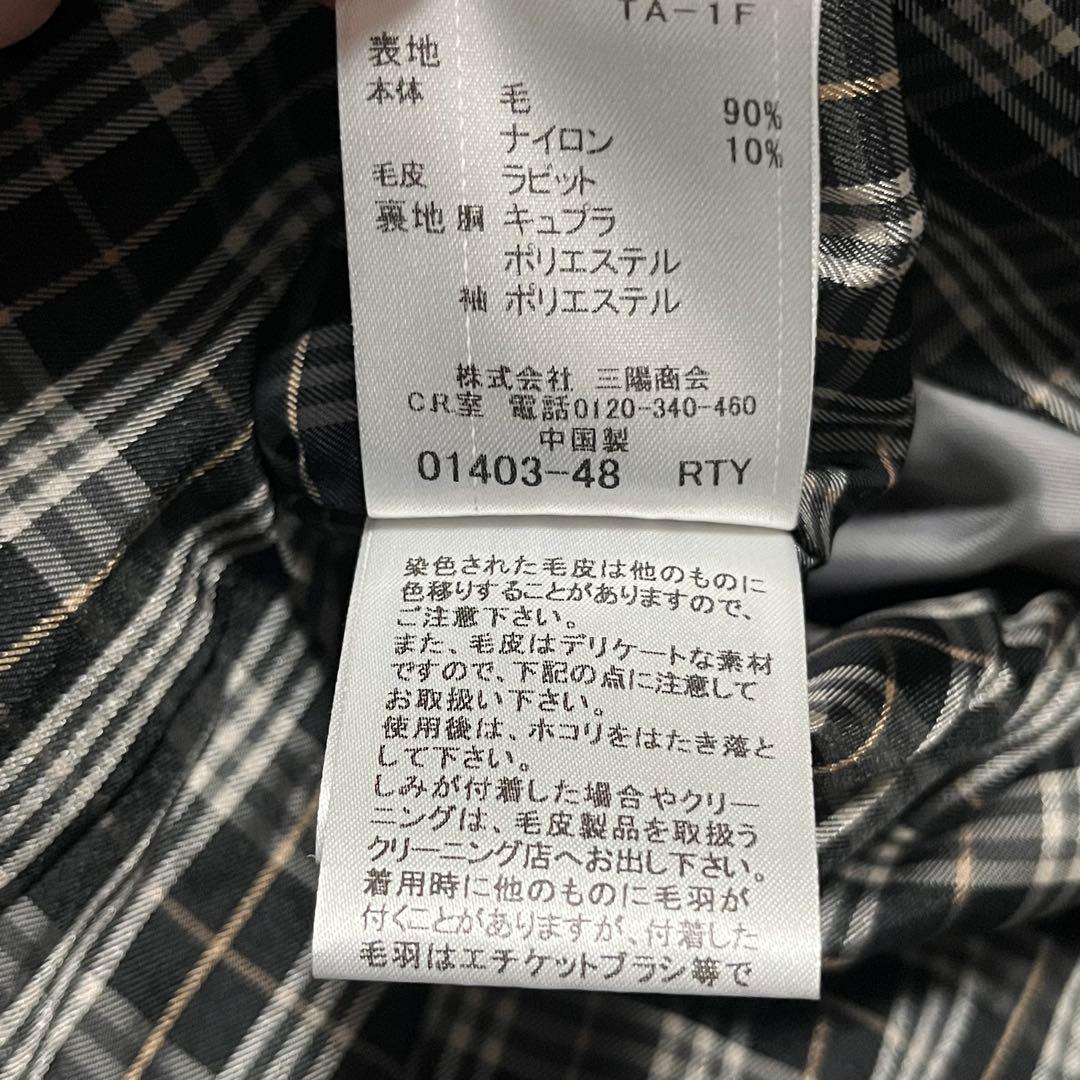 TA-1F
表地
本体 毛 90%
ナイロン 10%
毛皮 ラビット
裏地 胴 キュプラ
ポリエステル
袖 ポリエステル
株式会社 三陽商会
C.R.室 電話0120-340-460
中国製
01403-48 RTY
染色された毛皮は他のものに
色移りすることがありますので、
ご注意下さい。
また、毛皮はデリケートな素材
ですので、下記の点に注意して
お取扱い下さい。
使用後は、ホコリをはたき落と
して下さい。
しみが付着した場合やクリー
ニングは、毛皮製品を取扱う
クリーニング店へお出し下さい。
着用時に他のものに毛羽が
付くことがありますが、付着した
毛羽はエチケットブラシ等で